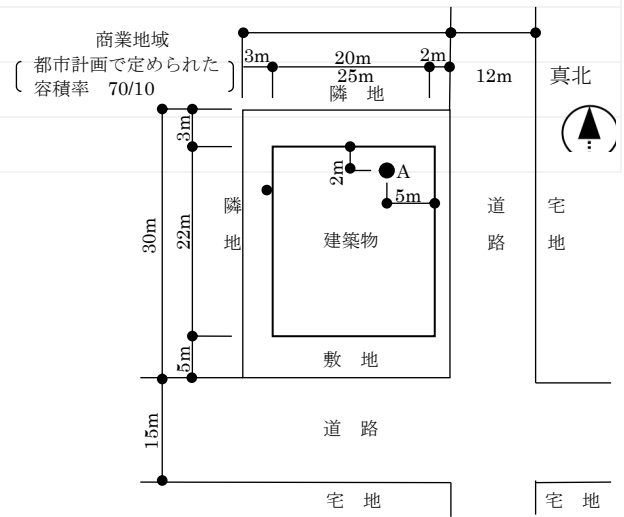 商業地域
都市計画で定められた
容積率 70/10
3m
20m
2m
25m
12m
真北
隣 地
3m
2m
A
5m
隣
地
30m
22m
建築物
道
路
宅
地
5m
敷 地
15m
道 路
宅 地
宅 地